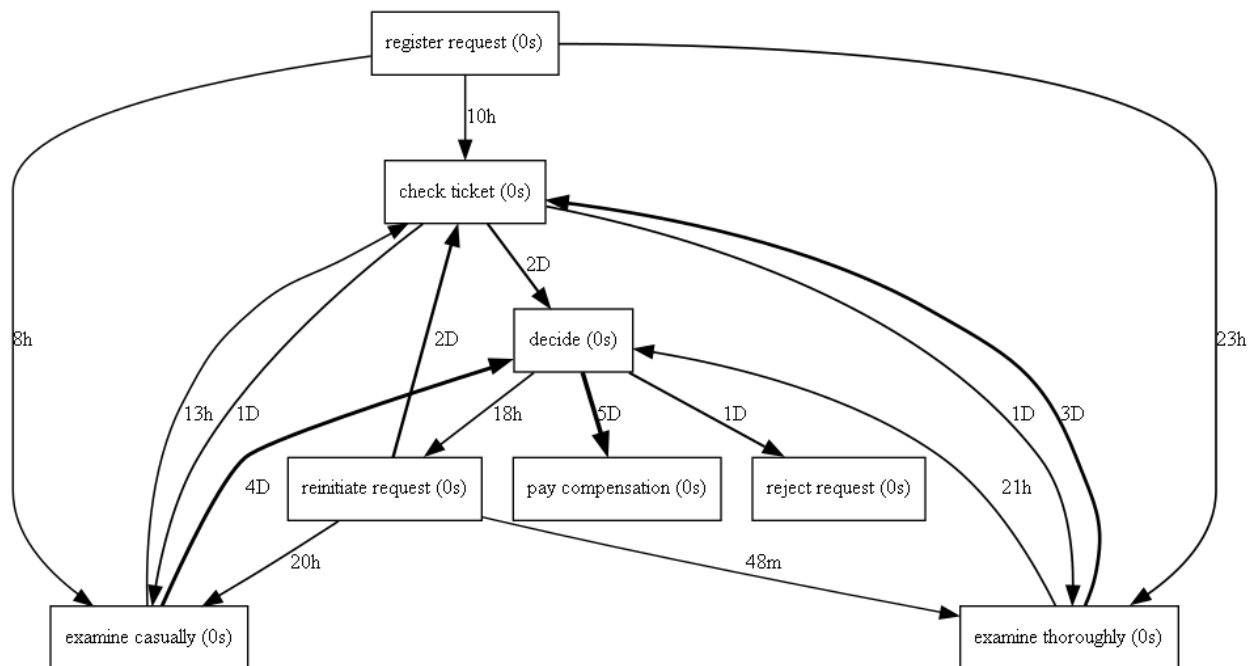 register request (0s)
10h
check ticket (0s)
2D
8h
decide (0s)
2D
23h
13h
1D
18h
5D
1D
1D
3D
4D
reinitiate request (0s)
pay compensation (0s)
reject request (0s)
21h
20h
48m
examine casually (0s)
examine thoroughly (0s)